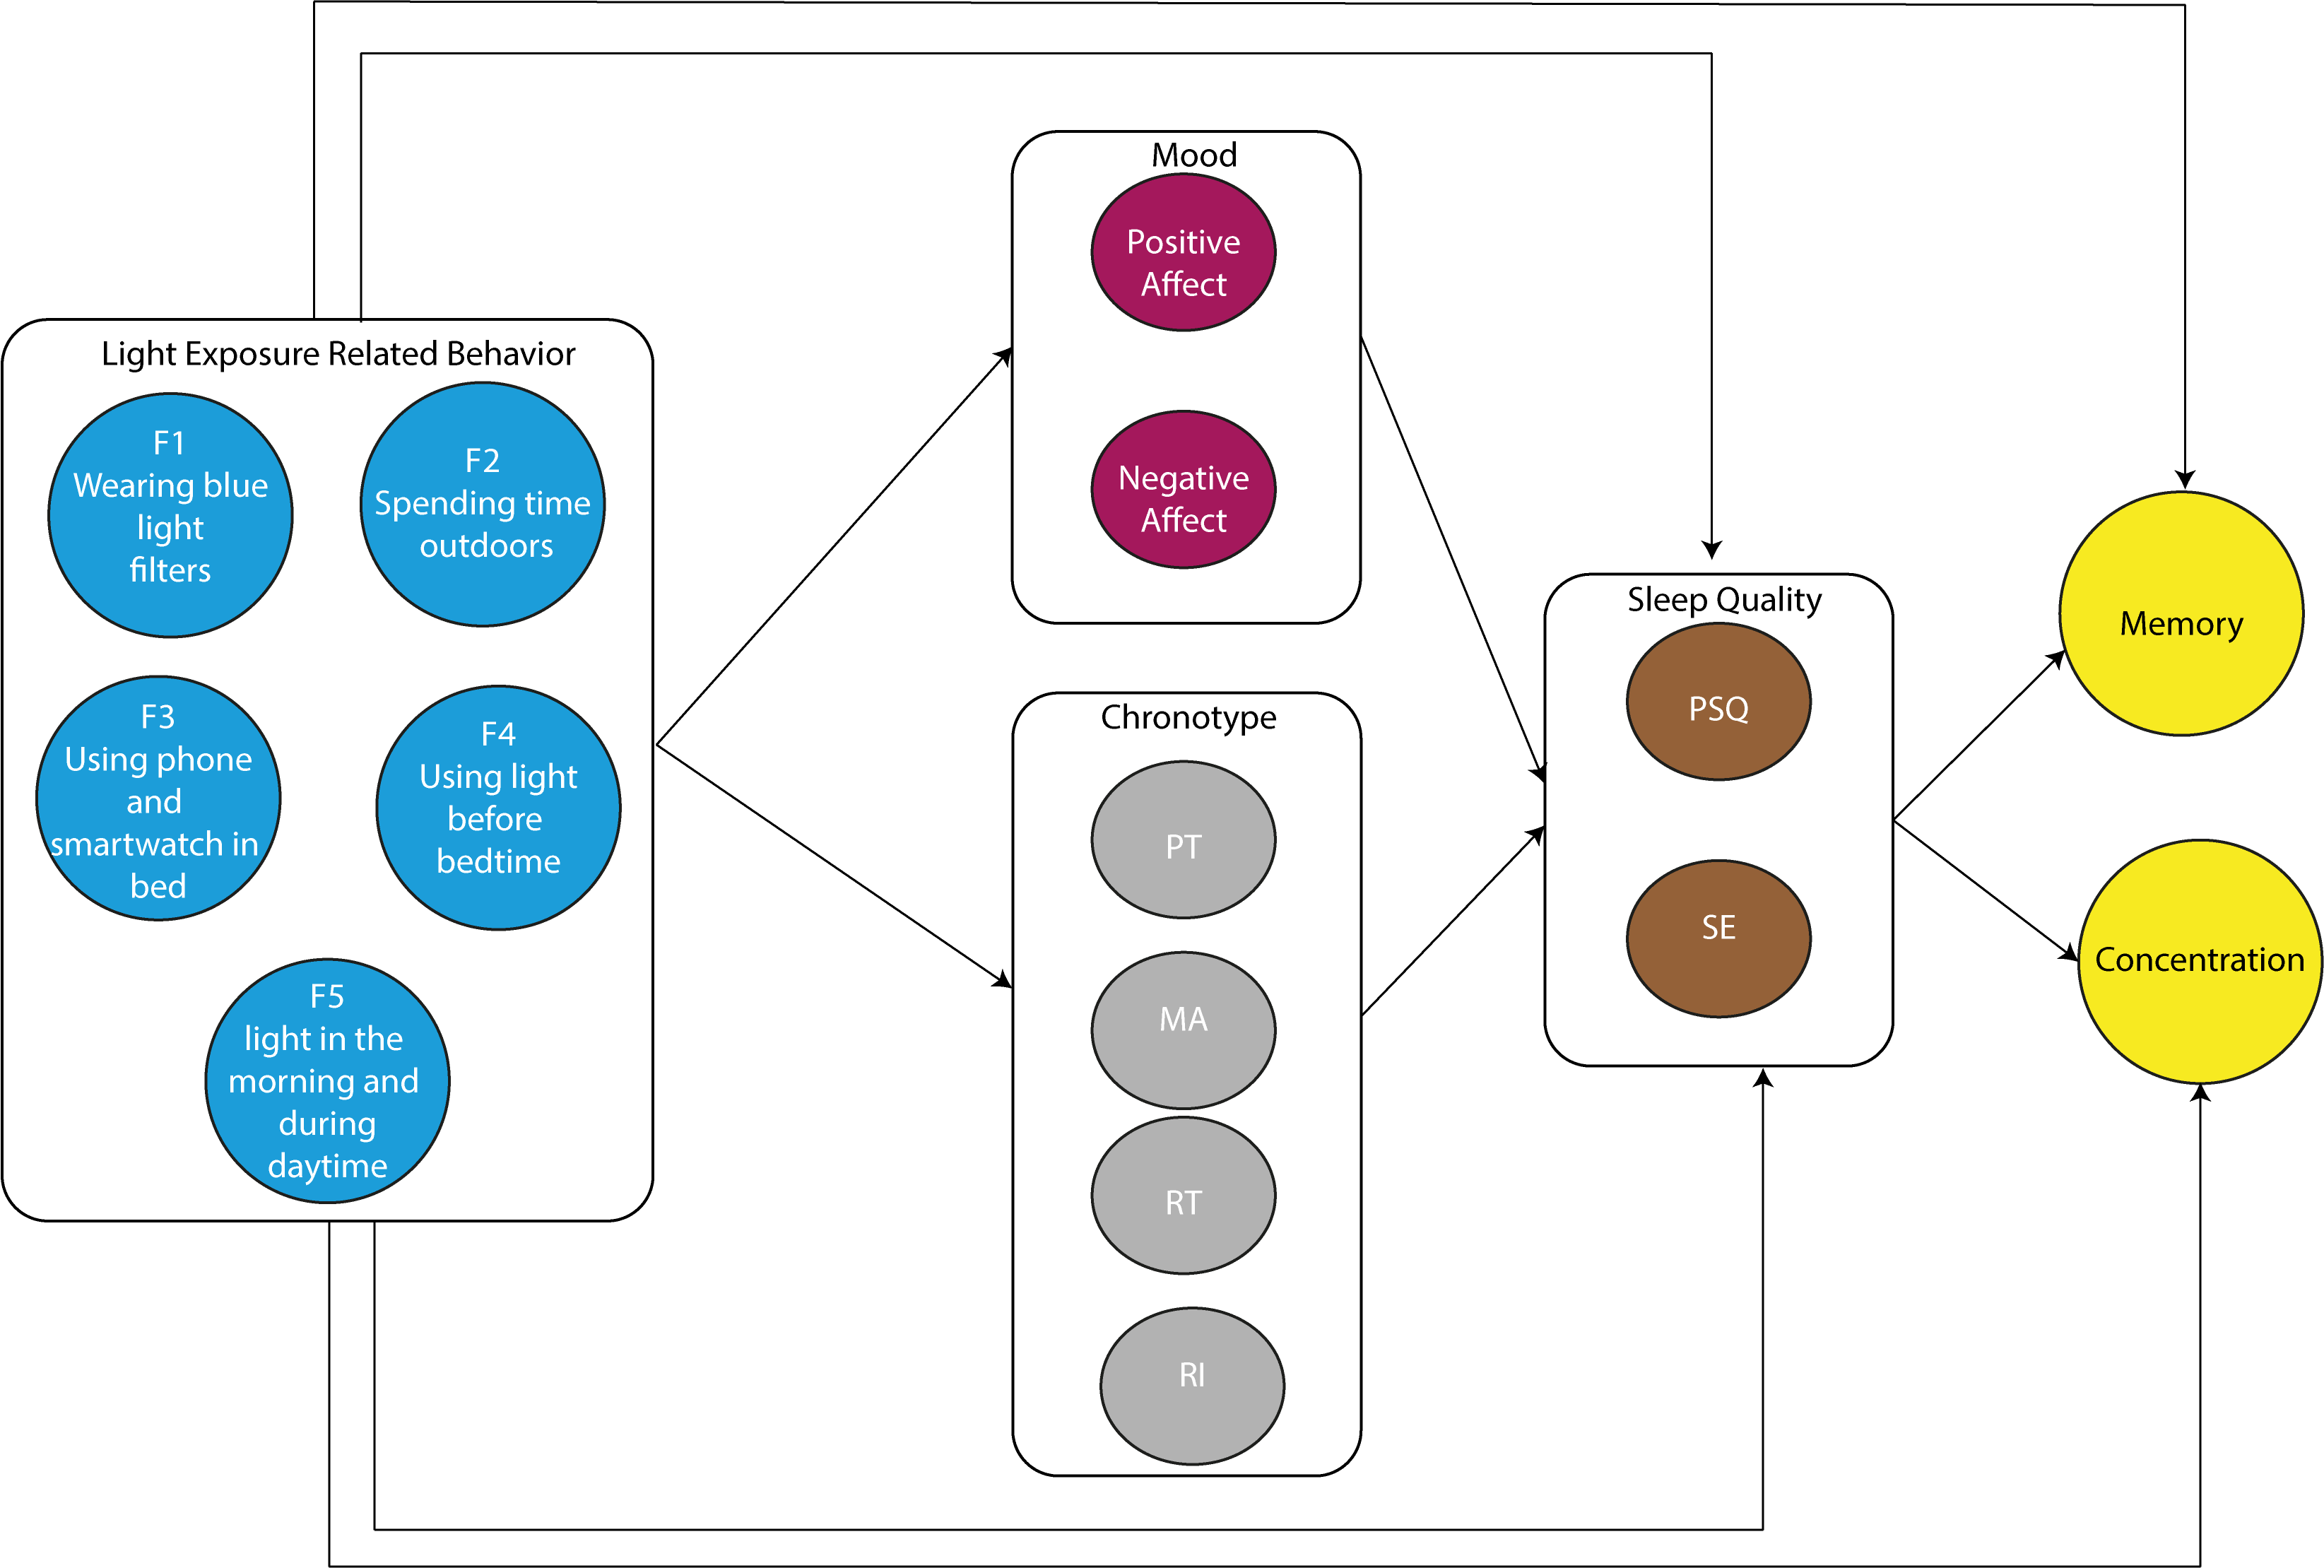 Light Exposure Related Behavior
F1
Wearing blue
light
filters
F2
Spending time
outdoors
F3
Using phone
and
smartwatch in
bed
F4
Using light
before
bedtime
F5
light in the
morning and
during
daytime
Mood
Positive
Affect
Negative
Affect
Chronotype
PT
MA
RT
RI
Sleep Quality
PSQ
SE
Memory
Concentration